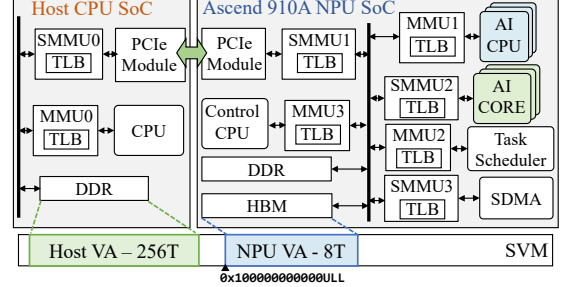 Host CPU SoC
SMMU0
TLB
PCIe
Module
MMU0
TLB
CPU
DDR
Ascend 910A NPU SoC
PCIe
Module
SMMU1
TLB
Control
CPU
MMU3
TLB
DDR
HBM
MMU1
TLB
AI
CPU
SMMU2
TLB
AI
CORE
MMU2
TLB
Task
Scheduler
SMMU3
TLB
SDMA
Host VA – 256T
NPU VA - 8T
SVM
0x100000000000ULL